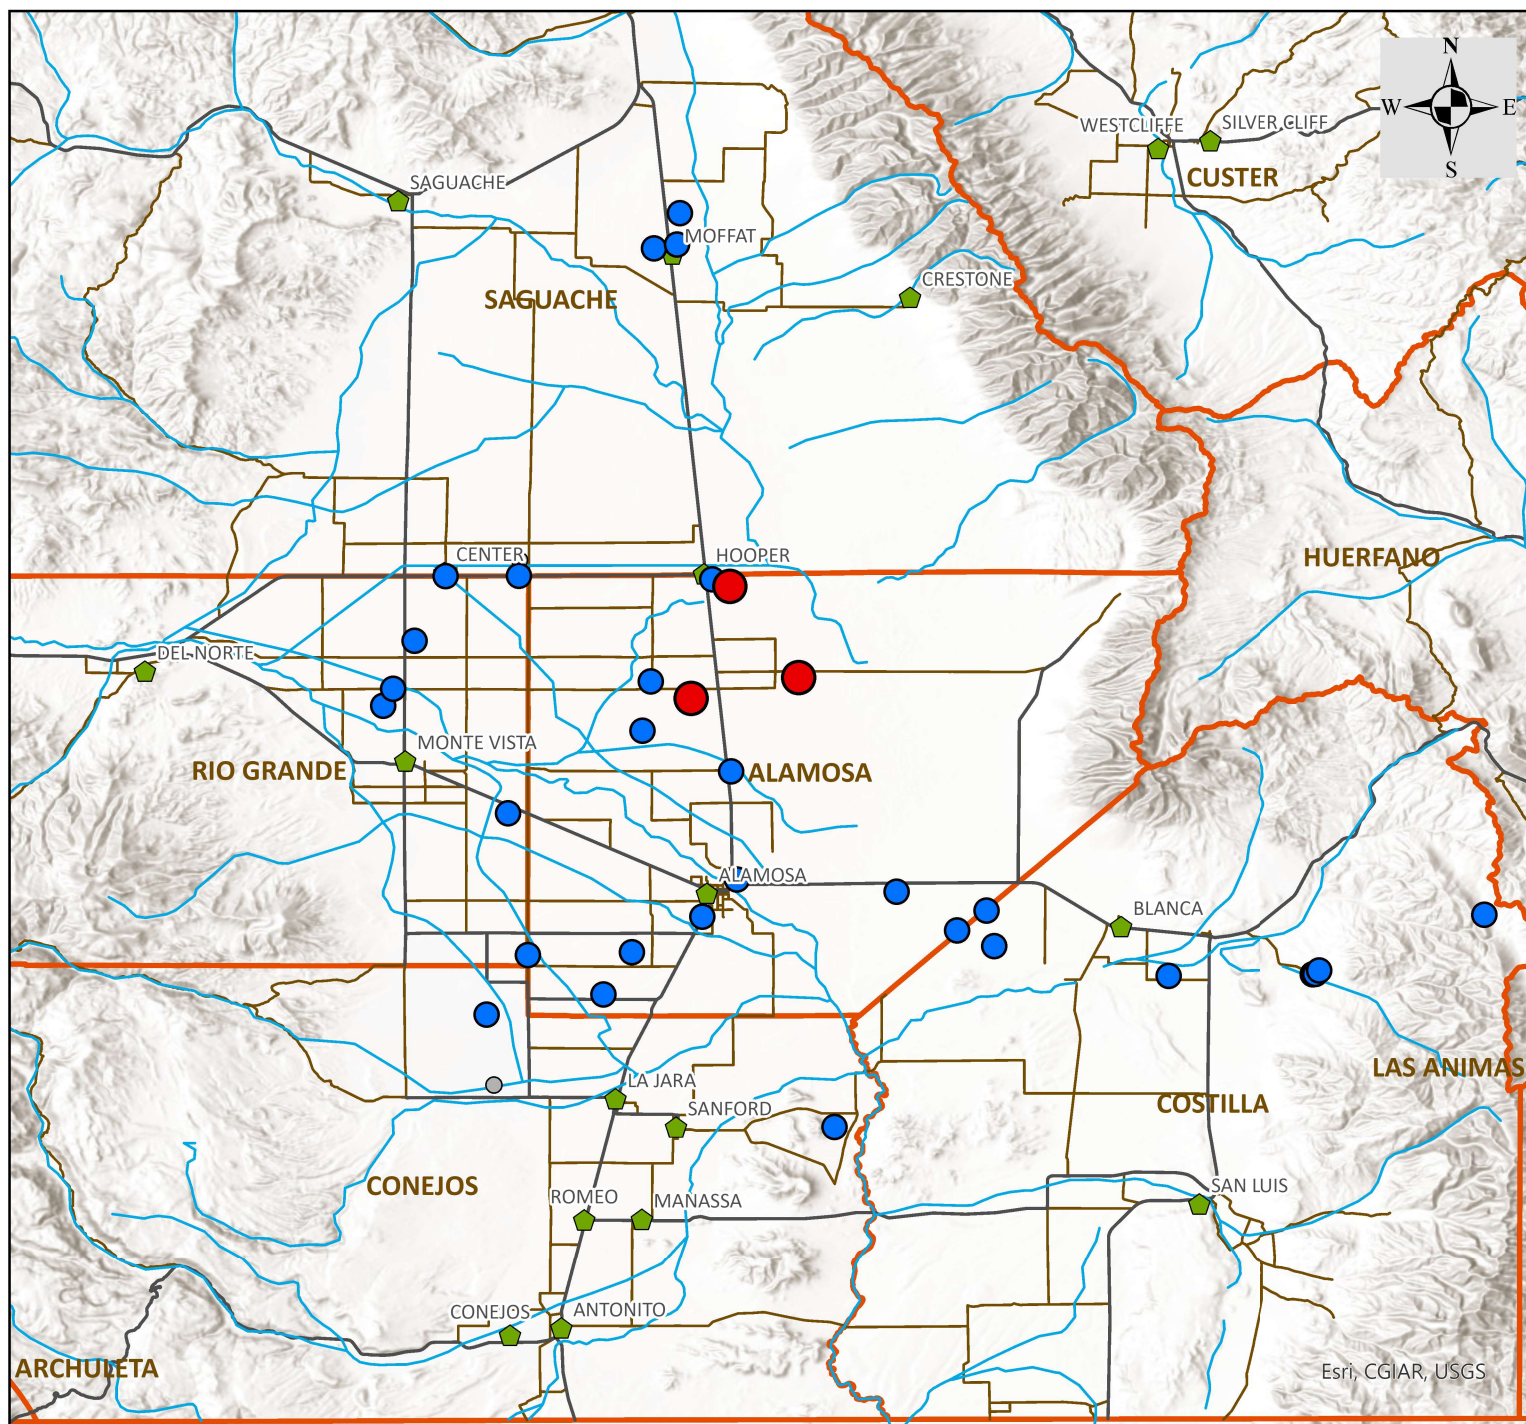 N
W E
S
WESTCLIFFE
SILVER CLIFF
CUSTER
SAGUACHE
MOFFAT
CRESTONE
SAGUACHE
CENTER
HOOPER
HUERFANO
DEL NORTE
MONTE VISTA
RIO GRANDE
ALAMOSA
ALAMOSA
BLANCA
LAS ANIMAS
LA JARA
SANFORD
COSTILLA
CONEJOS
ROMEO
MANASSA
SAN LUIS
CONEJOS
ANTONITO
ARCHULETA
Esri, CGIAR, USGS